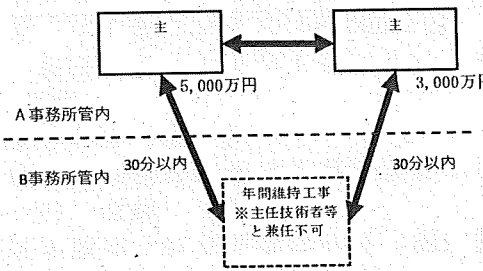 主
主
5,000万円
3,000万円
A事務所管内
30分以内
30分以内
B事務所管内
年間維持工事
※主任技術者等
と兼任不可